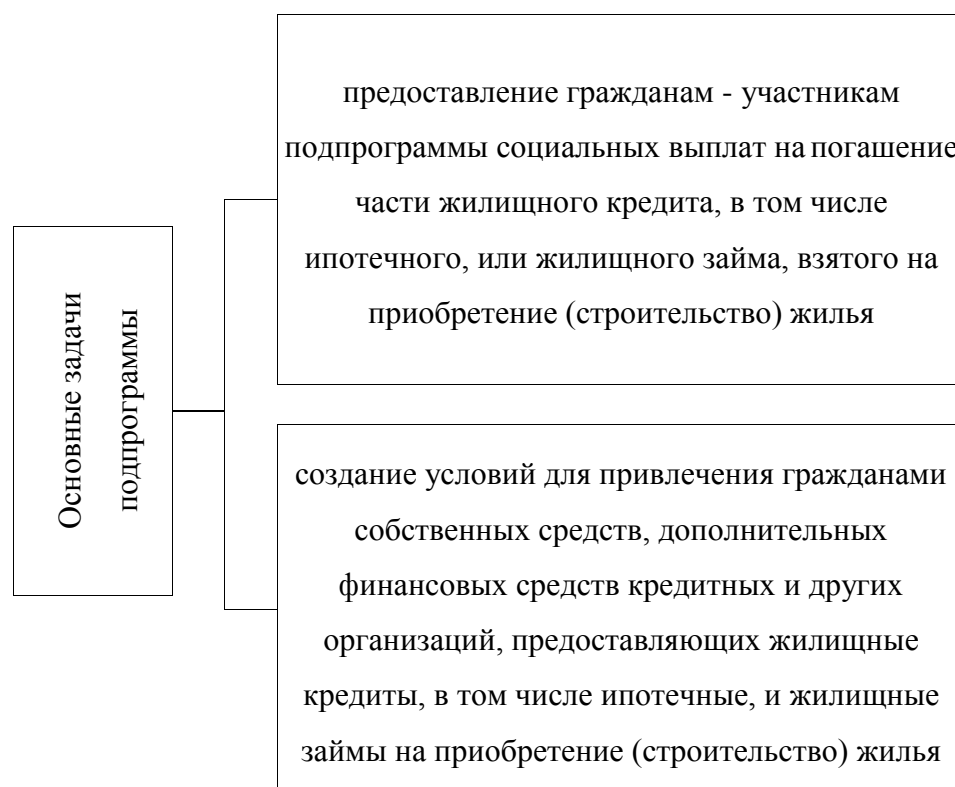 Основные задачи
подпрограммы
предоставление гражданам - участникам
подпрограммы социальных выплат на погашение
части жилищного кредита, в том числе
ипотечного, или жилищного займа, взятого на
приобретение (строительство) жилья
создание условий для привлечения гражданами
собственных средств, дополнительных
финансовых средств кредитных и других
организаций, предоставляющих жилищные
кредиты, в том числе ипотечные, и жилищные
займы на приобретение (строительство) жилья